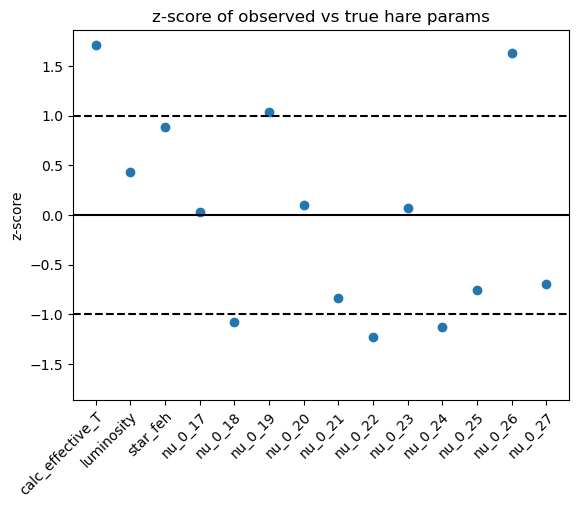 z-score of observed vs true hare params
z-score
1.5
1.0
0.5
0.0
−0.5
−1.0
−1.5
calc_effective_T
luminosity
star_feh
nu_0_17
nu_0_18
nu_0_19
nu_0_20
nu_0_21
nu_0_22
nu_0_23
nu_0_24
nu_0_25
nu_0_26
nu_0_27